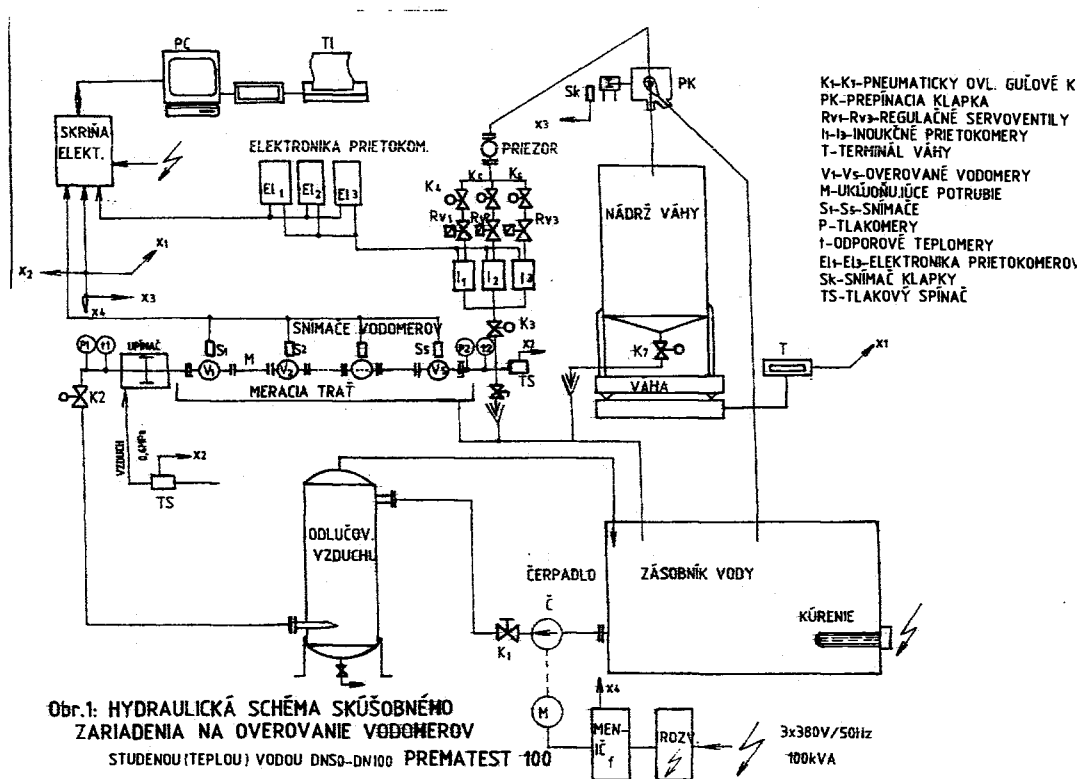 PC
T1
SKRIŇA
ELEKT.
ELEKTRONIKA PRIETOKOM.
El1
El2
El3
X1
X2
X3
X4
Sk
X3
PK
PRIEZOR
K4
K5
K6
Rv1
Rv3
I1
I2
I3
K3
X2
TS
NÁDRŽ VÁHY
K7
VÁHA
T
X1
K1-K7-PNEUMATICKY OVL. GUĽOVÉ K
PK-PREPÍNACIA KLAPKA
Rv1-Rv3-REGULAČNÉ SERVOVENTILY
I1-I3-INDUKČNÉ PRIETOKOMERY
T-TERMINÁL VÁHY
V1-V5-OVEROVANÉ VODOMERY
M-UKĽUDŇUJÚCE POTRUBIE
S1-S5-SNÍMAČE
P-TLAKOMERY
t-ODPOROVÉ TEPLOMERY
El1-El3-ELEKTRONIKA PRIETOKOMEROV
Sk-SNÍMAČ KLAPKY
TS-TLAKOVÝ SPÍNAČ
SNÍMAČE VODOMEROV
P1
t1
UPÍNAČ
S1
M
S2
S5
P2
t2
V1
V2
V5
MERACIA TRAŤ
K2
VZDUCH
0,6MPa
X2
TS
ODLUČOV.
VZDUCHU
ČERPADLO
Č
K1
ZÁSOBNÍK VODY
KÚRENIE
M
X4
MEN-
IČ f
ROZV.
3x380V/50Hz
100kVA
Obr.1: HYDRAULICKÁ SCHÉMA SKÚŠOBNÉHO
ZARIADENIA NA OVEROVANIE VODOMEROV
STUDENOU (TEPLOU) VODOU DN50-DN100 PREMATEST 100